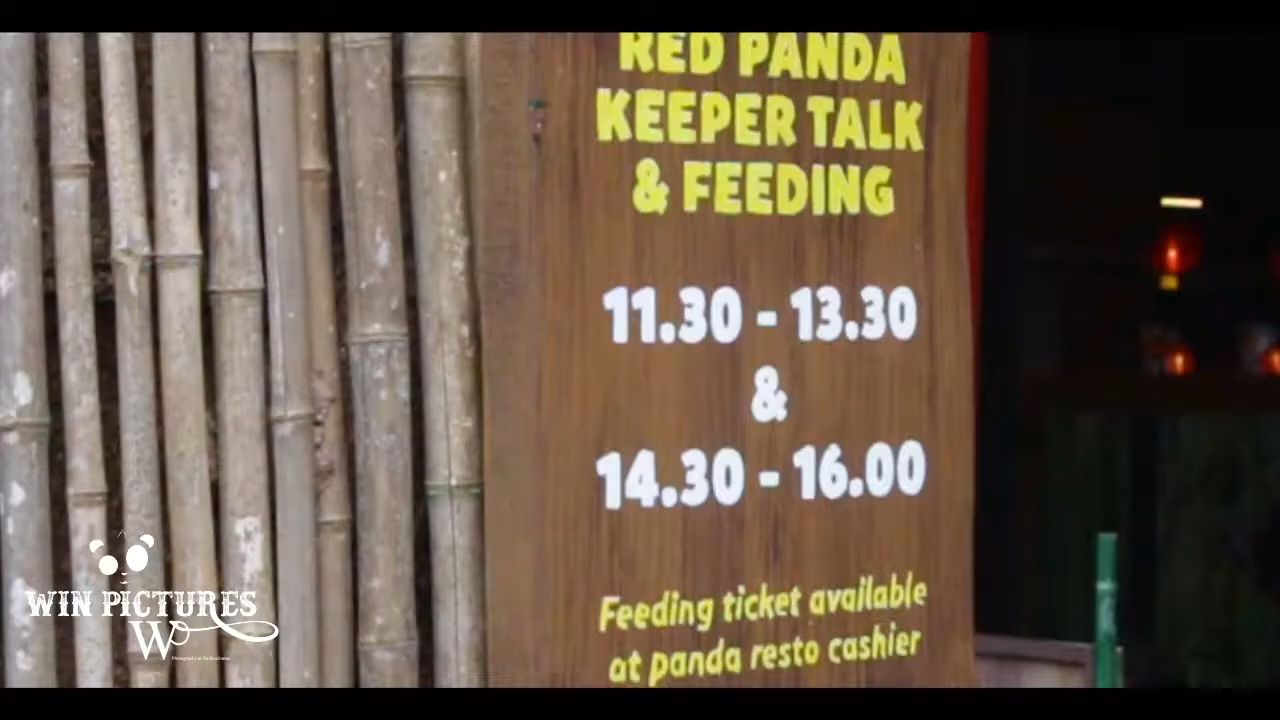 RED PANDA
KEEPER TALK
& FEEDING
11.30 - 13.30
&
14.30 - 16.00
Feeding ticket available
at panda resto cashier
WIN PICTURES
W